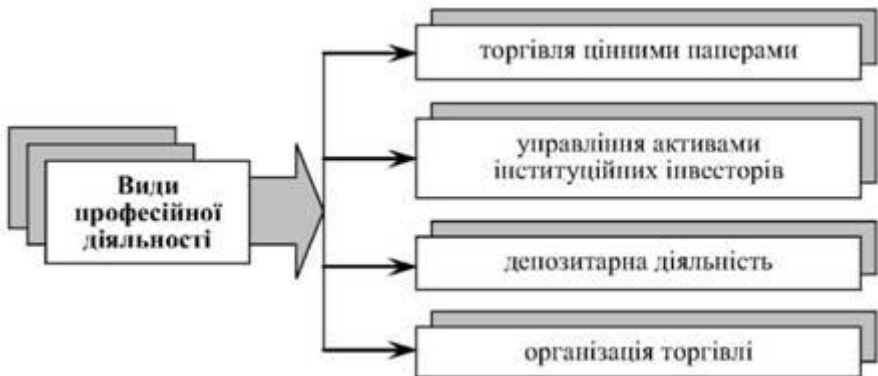 торгівля цінними паперами
управління активами
інституційних інвесторів
Види
професійної
діяльності
депозитарна діяльність
організація торгівлі